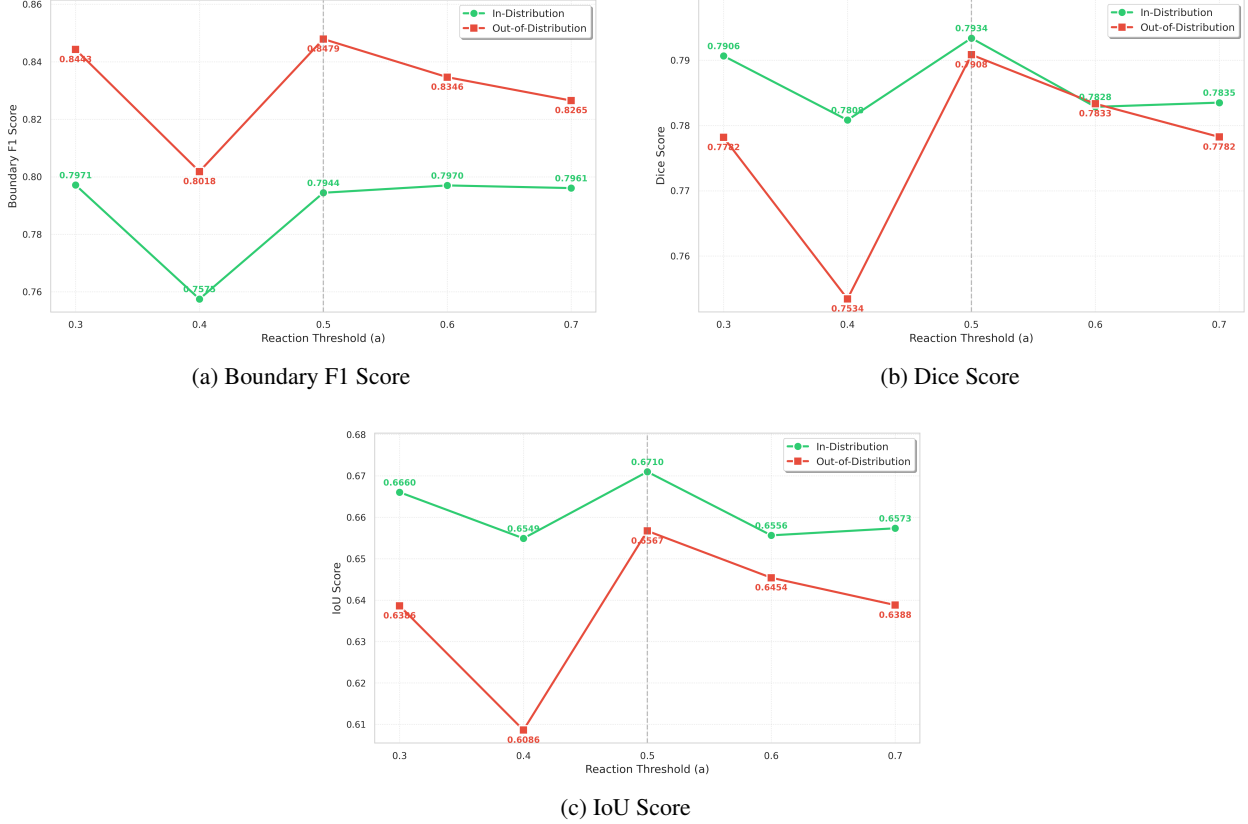 0.86
0.84
0.82
0.80
0.78
0.76
Boundary F1 Score
In-Distribution
Out-of-Distribution
0.8443
0.8018
0.8479
0.8346
0.8265
0.7971
0.7575
0.7944
0.7970
0.7961
0.3 0.4 0.5 0.6 0.7
Reaction Threshold (a)
(a) Boundary F1 Score
0.79
0.78
0.77
0.76
Dice Score
In-Distribution
Out-of-Distribution
0.7906
0.7809
0.7934
0.7828
0.7835
0.7782
0.7534
0.7908
0.7833
0.7782
0.3 0.4 0.5 0.6 0.7
Reaction Threshold (a)
(b) Dice Score
0.68
0.67
0.66
0.65
0.64
0.63
0.62
0.61
IoU Score
In-Distribution
Out-of-Distribution
0.6660
0.6549
0.6710
0.6556
0.6573
0.6386
0.6086
0.6567
0.6454
0.6388
0.3 0.4 0.5 0.6 0.7
Reaction Threshold (a)
(c) IoU Score